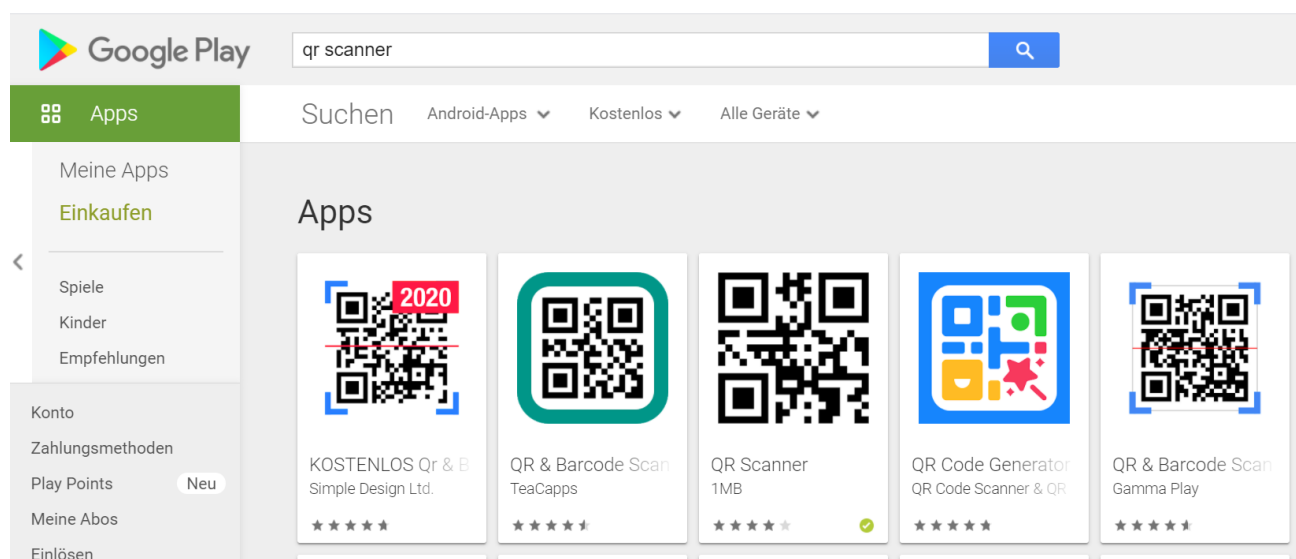 Google Play
qr scanner
Apps
Suchen
Android-Apps
Kostenlos
Alle Geräte
Meine Apps
Einkaufen
Spiele
Kinder
Empfehlungen
Konto
Zahlungsmethoden
Play Points
Neu
Meine Abos
Einlösen
Apps
2020
KOSTENLOS Qr & B
Simple Design Ltd.
QR & Barcode Scan
TeaCapps
QR Scanner
1MB
QR Code Generator
QR Code Scanner & QR
QR & Barcode Scan
Gamma Play